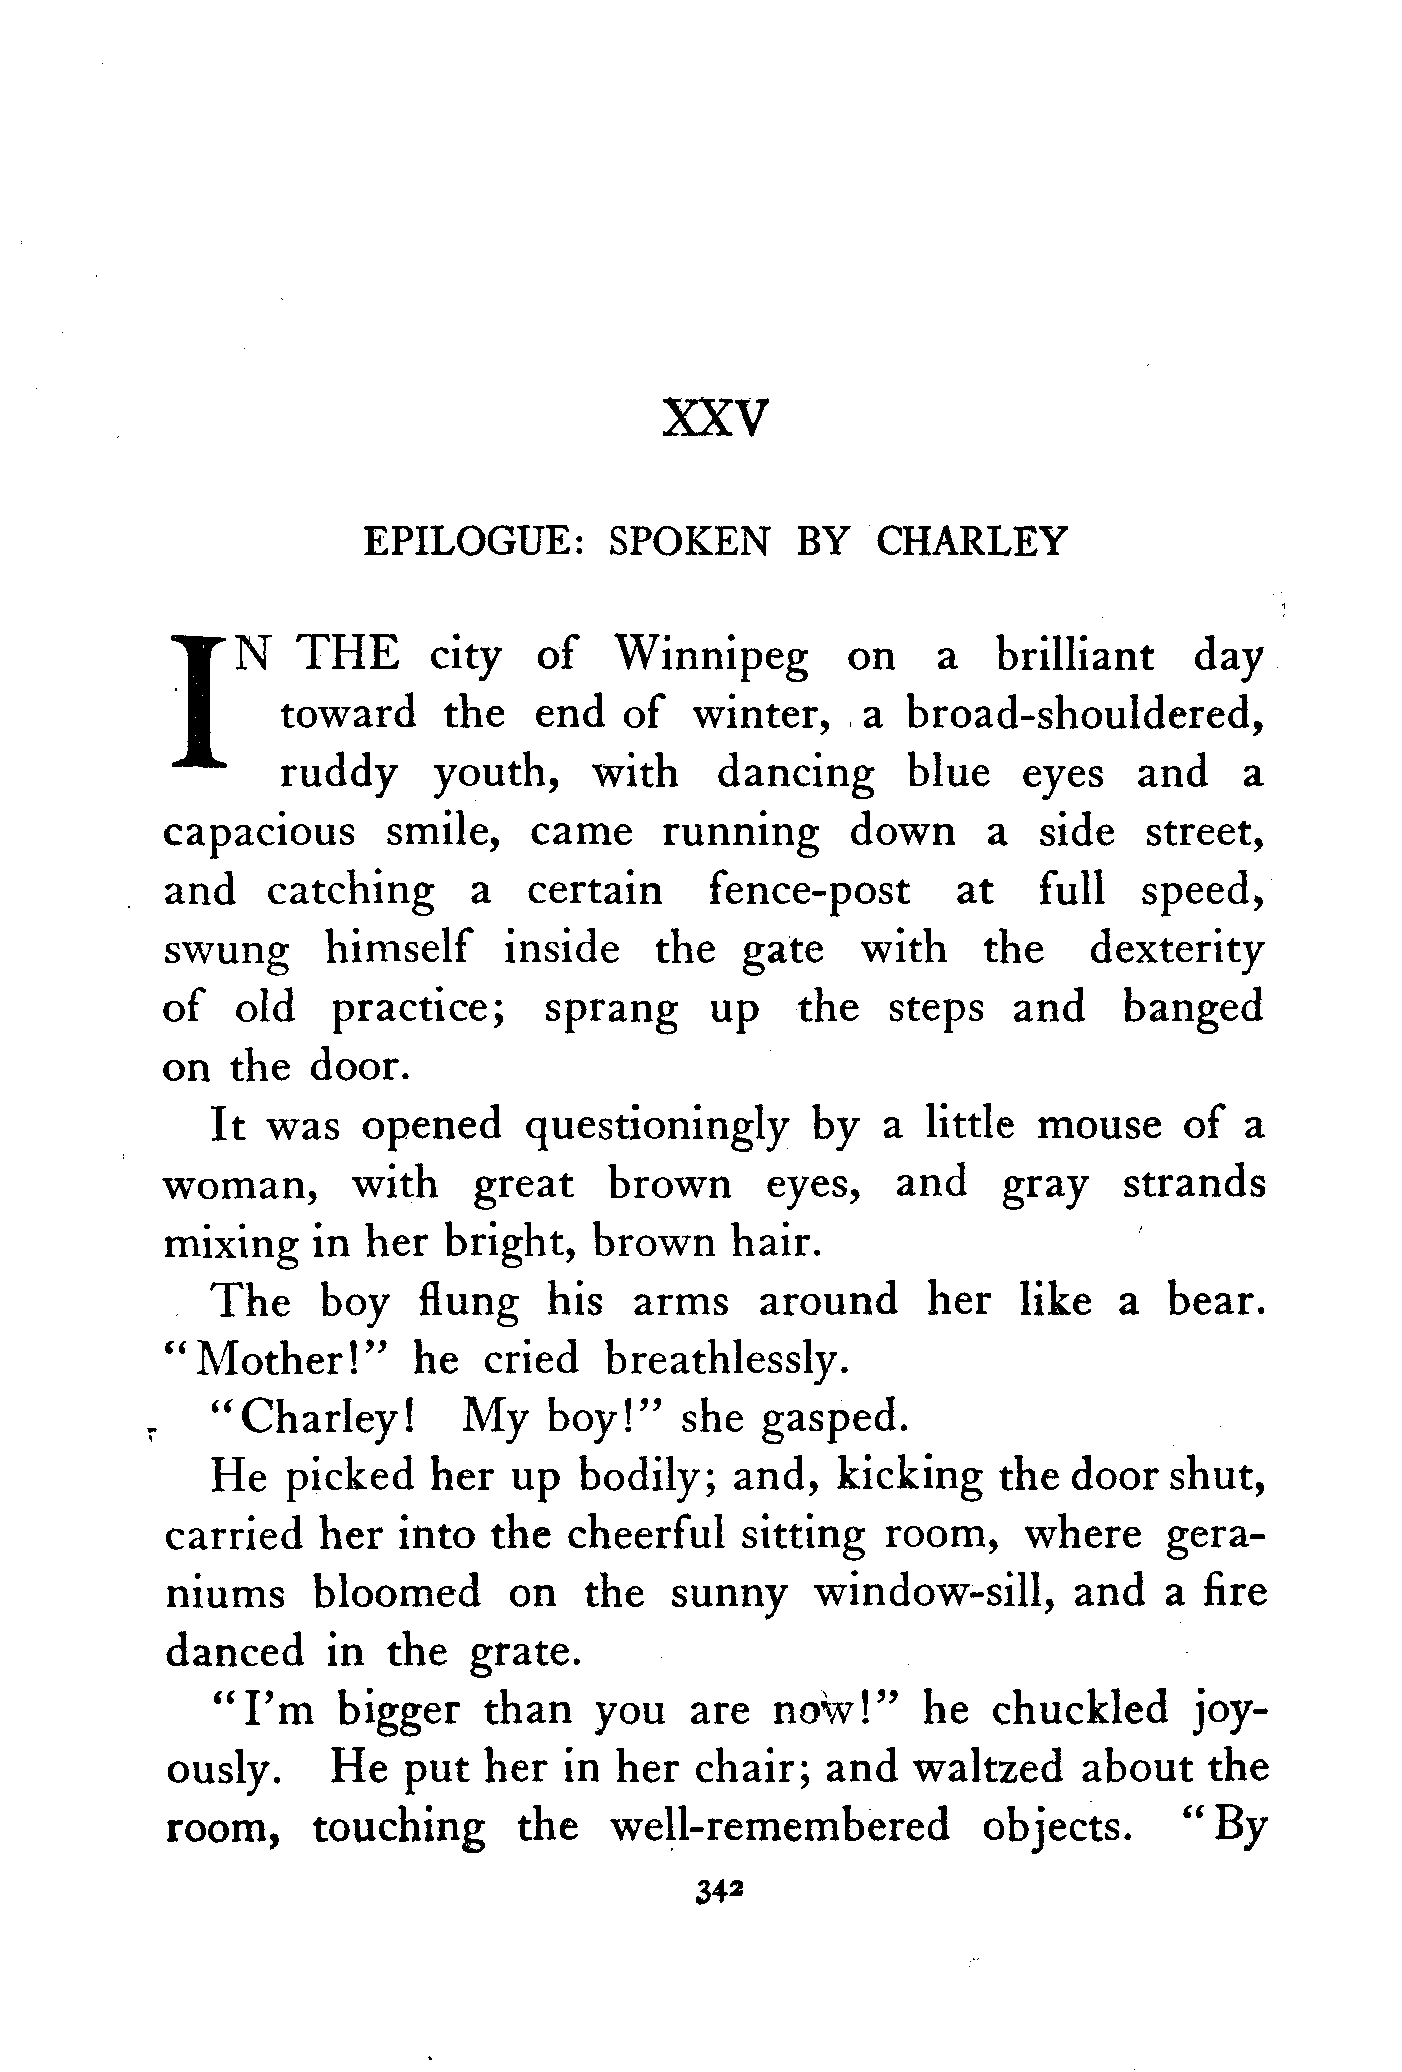 XXV
EPILOGUE: SPOKEN BY CHARLEY
IN THE city of Winnipeg on a brilliant day
toward the end of winter, a broad-shouldered,
ruddy youth, with dancing blue eyes and a
capacious smile, came running down a side street,
and catching a certain fence-post at full speed,
swung himself inside the gate with the dexterity
of old practice; sprang up the steps and banged
on the door.
It was opened questioningly by a little mouse of a
woman, with great brown eyes, and gray strands
mixing in her bright, brown hair.
The boy flung his arms around her like a bear.
"Mother!" he cried breathlessly.
"Charley! My boy!" she gasped.
He picked her up bodily; and, kicking the door shut,
carried her into the cheerful sitting room, where gera-
niums bloomed on the sunny window-sill, and a fire
danced in the grate.
"I'm bigger than you are now!" he chuckled joy-
ously. He put her in her chair; and waltzed about the
room, touching the well-remembered objects. "By
342